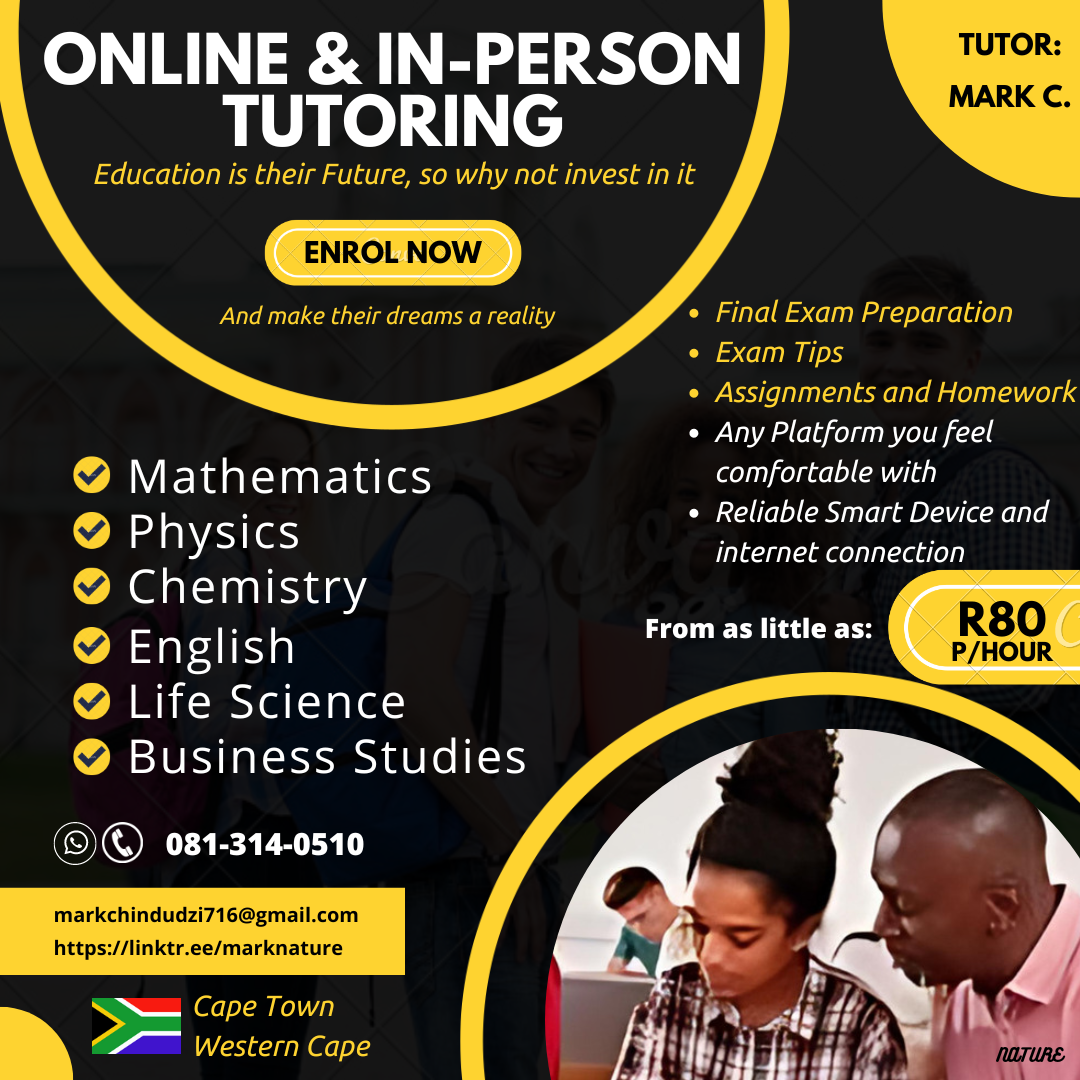 ONLINE & IN-PERSON
TUTORING
Education is their Future, so why not invest in it
ENROL NOW
And make their dreams a reality
TUTOR:
MARK C.
Final Exam Preparation
Exam Tips
Assignments and Homework
Any Platform you feel
comfortable with
Reliable Smart Device and
internet connection
From as little as:
R80
P/HOUR
Mathematics
Physics
Chemistry
English
Life Science
Business Studies
081-314-0510
markchindudzi716@gmail.com
https://linktr.ee/marknature
Cape Town
Western Cape
NATURE